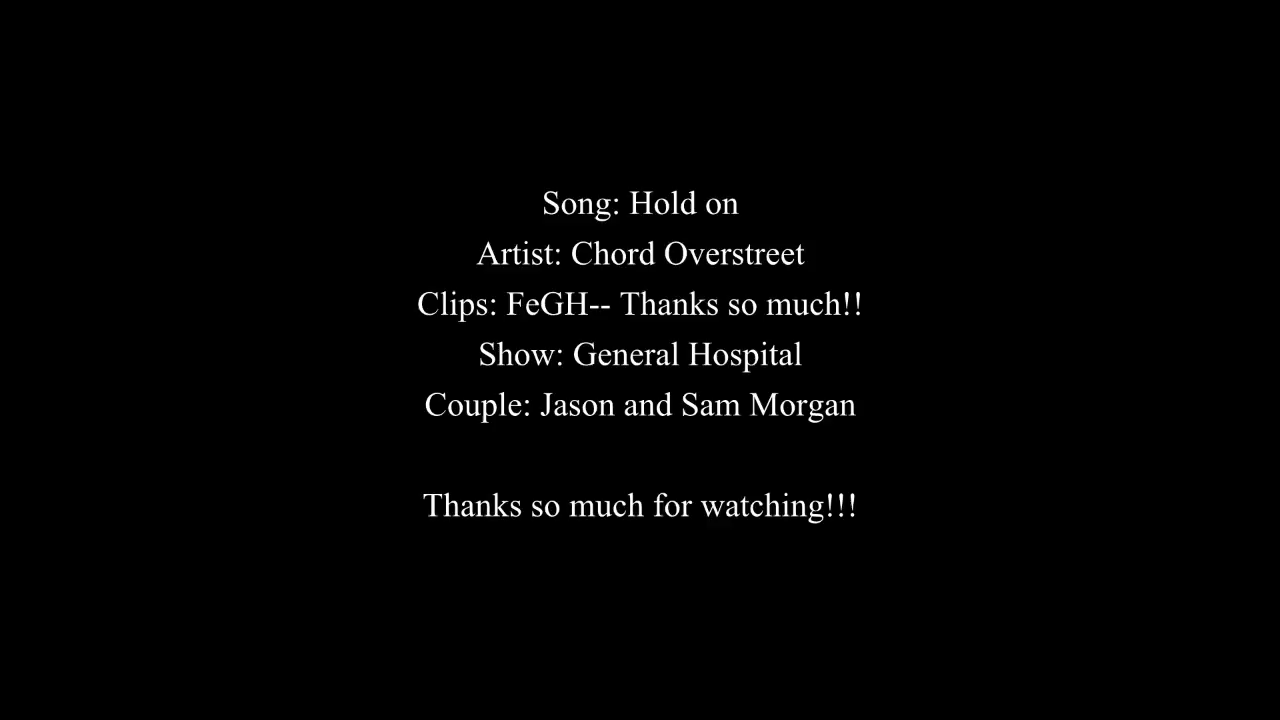 Song: Hold on
Artist: Chord Overstreet
Clips: FeGH-- Thanks so much!!
Show: General Hospital
Couple: Jason and Sam Morgan
Thanks so much for watching!!!